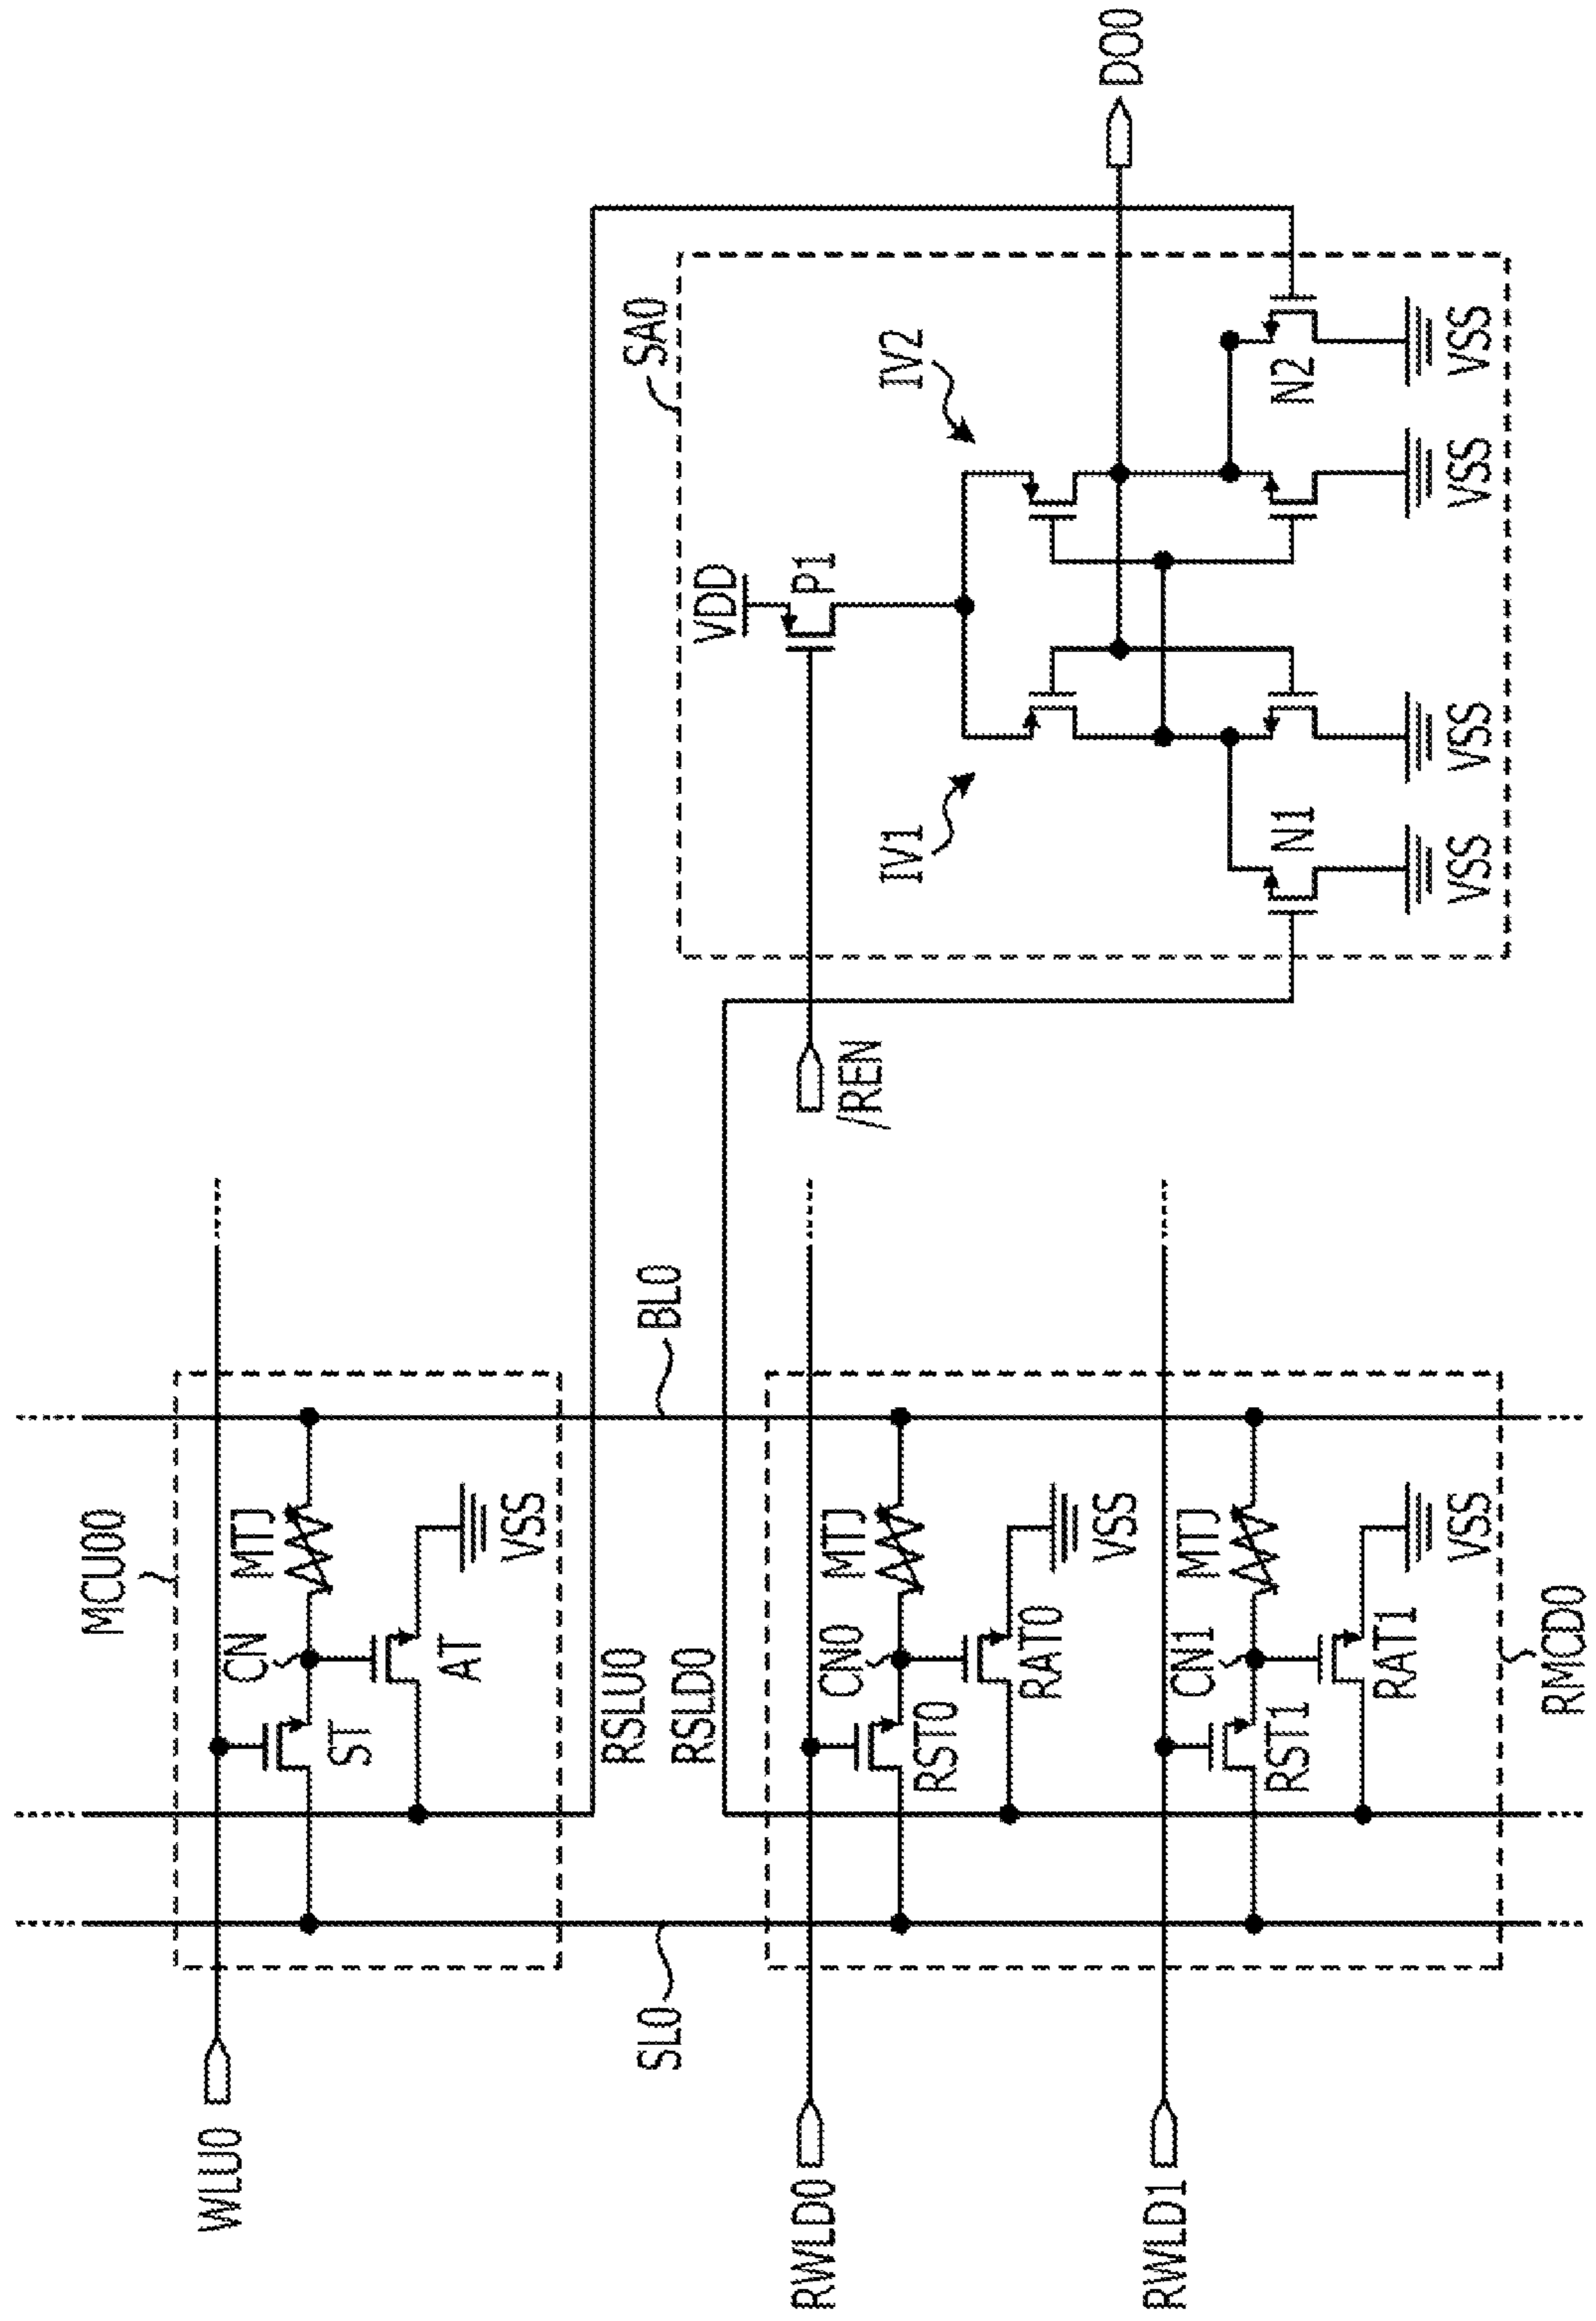 WLU0
MCU00
CN
MTJ
ST
AT
VSS
SL0
RSLU0
RSLD0
BL0
RWLD0
CN0
MTJ
RST0
RAT0
VSS
RWLD1
CN1
MTJ
RST1
RAT1
VSS
RMCD0
SA0
VDD
P1
/REN
IV1
IV2
DO0
N1
N2
VSS
VSS
VSS
VSS